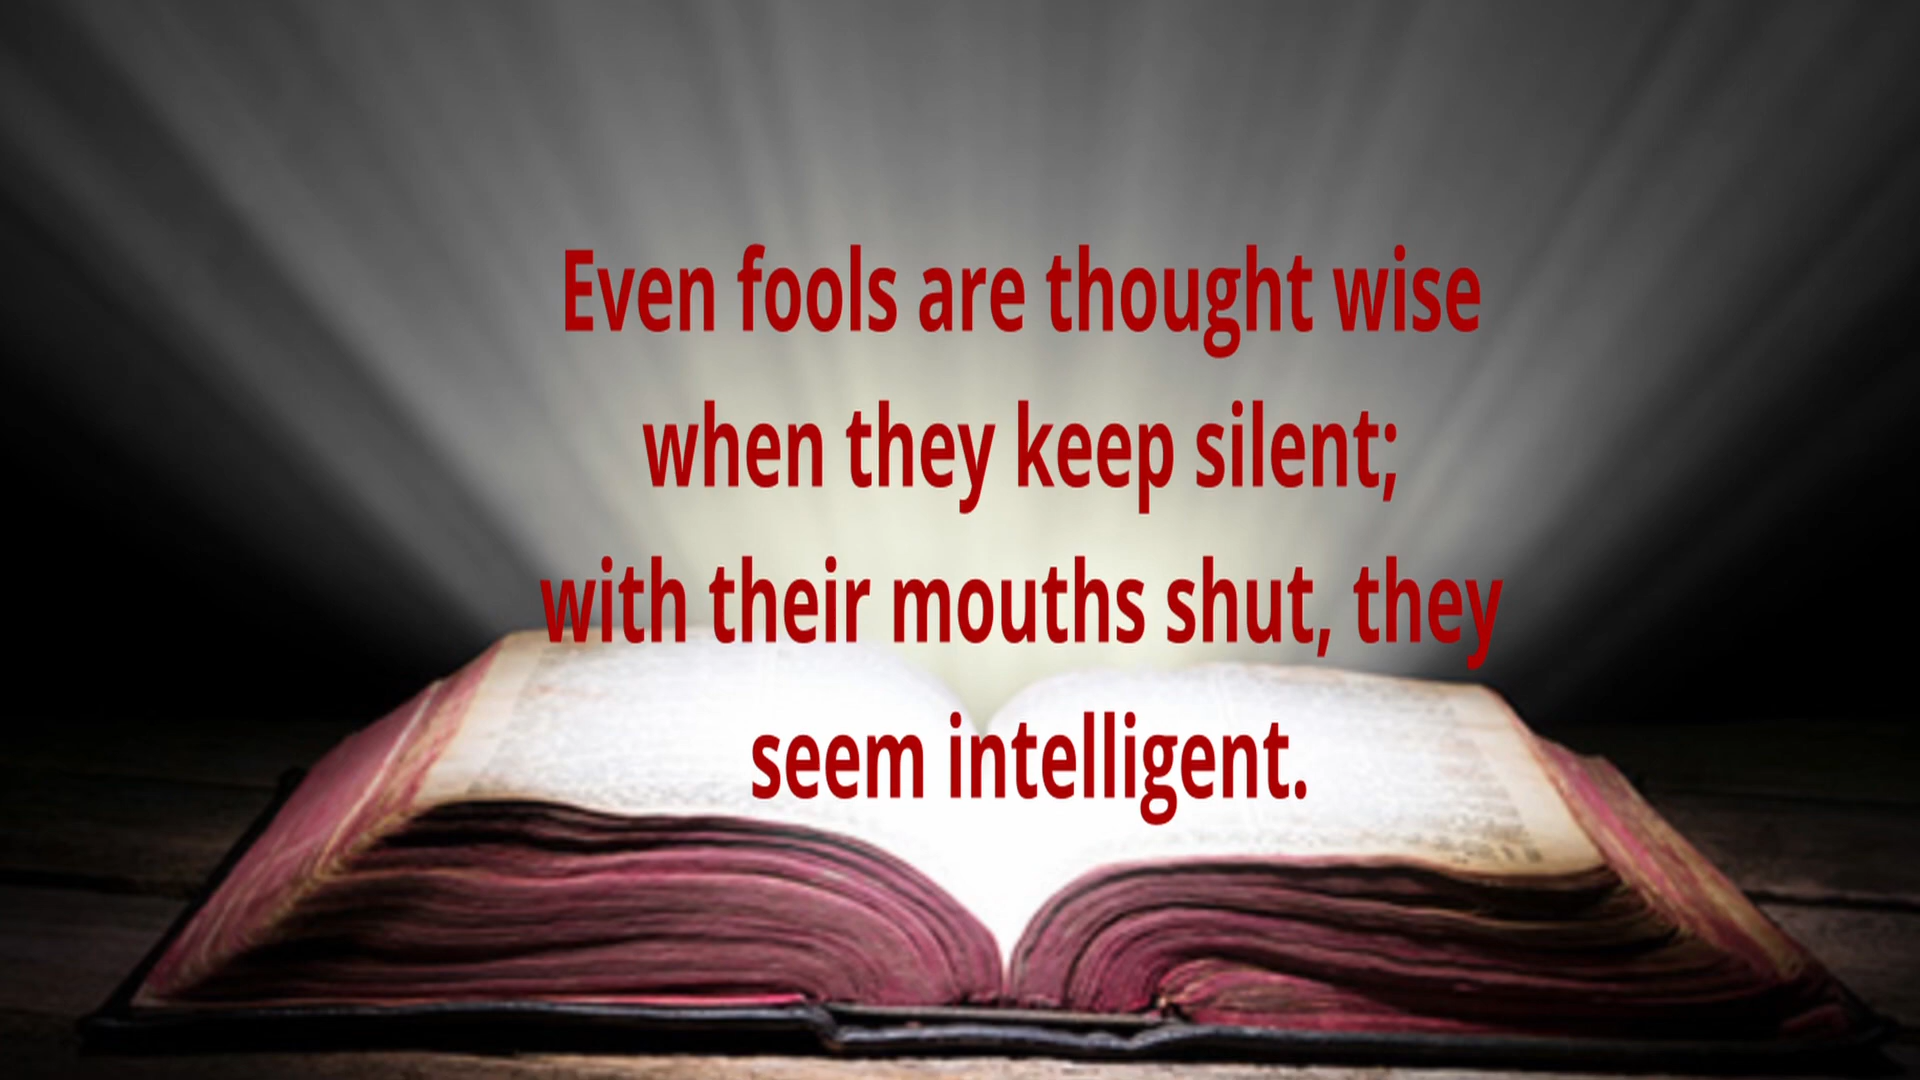 Even fools are thought wise
when they keep silent;
with their mouths shut, they
seem intelligent.